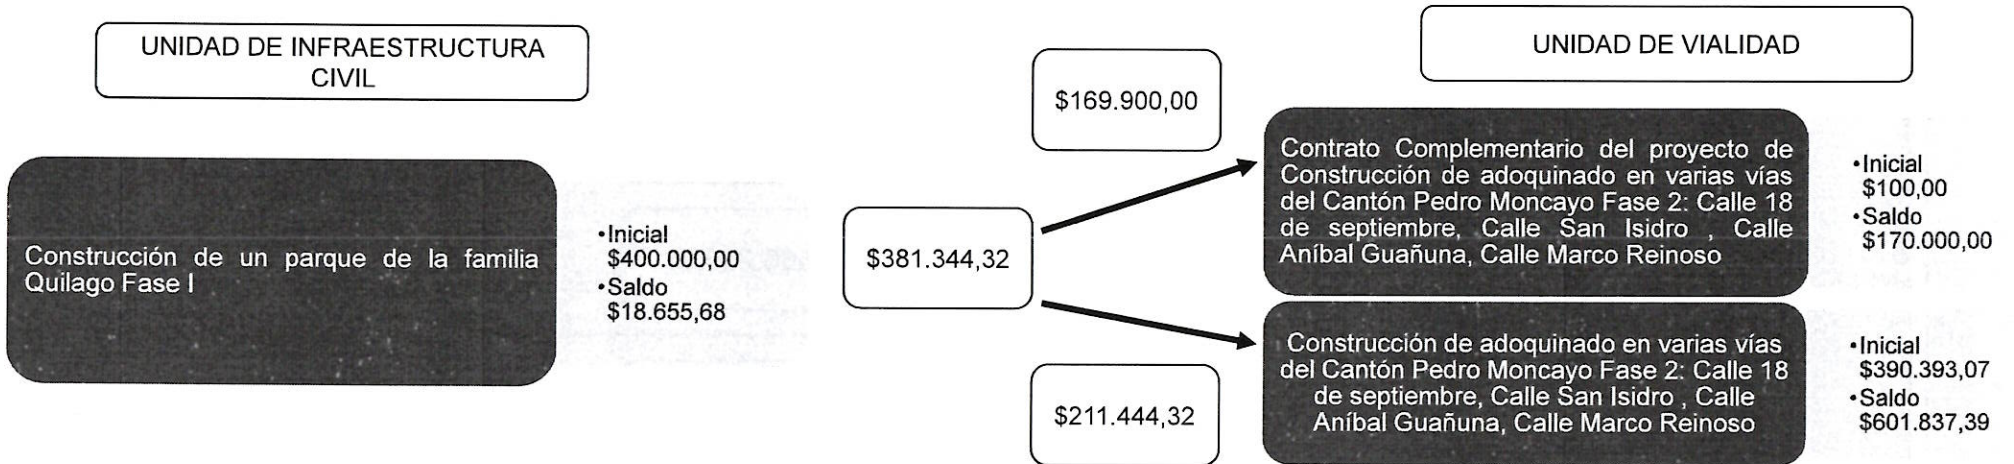 UNIDAD DE INFRAESTRUCTURA
CIVIL
Construcción de un parque de la familia
Quilago Fase I
•Inicial
$400.000,00
•Saldo
$18.655,68
$381.344,32
$169.900,00
$211.444,32
UNIDAD DE VIALIDAD
Contrato Complementario del proyecto de
Construcción de adoquinado en varias vías
del Cantón Pedro Moncayo Fase 2: Calle 18
de septiembre, Calle San Isidro , Calle
Aníbal Guañuna, Calle Marco Reinoso
•Inicial
$100,00
•Saldo
$170.000,00
Construcción de adoquinado en varias vías
del Cantón Pedro Moncayo Fase 2: Calle 18
de septiembre, Calle San Isidro , Calle
Aníbal Guañuna, Calle Marco Reinoso
•Inicial
$390.393,07
•Saldo
$601.837,39